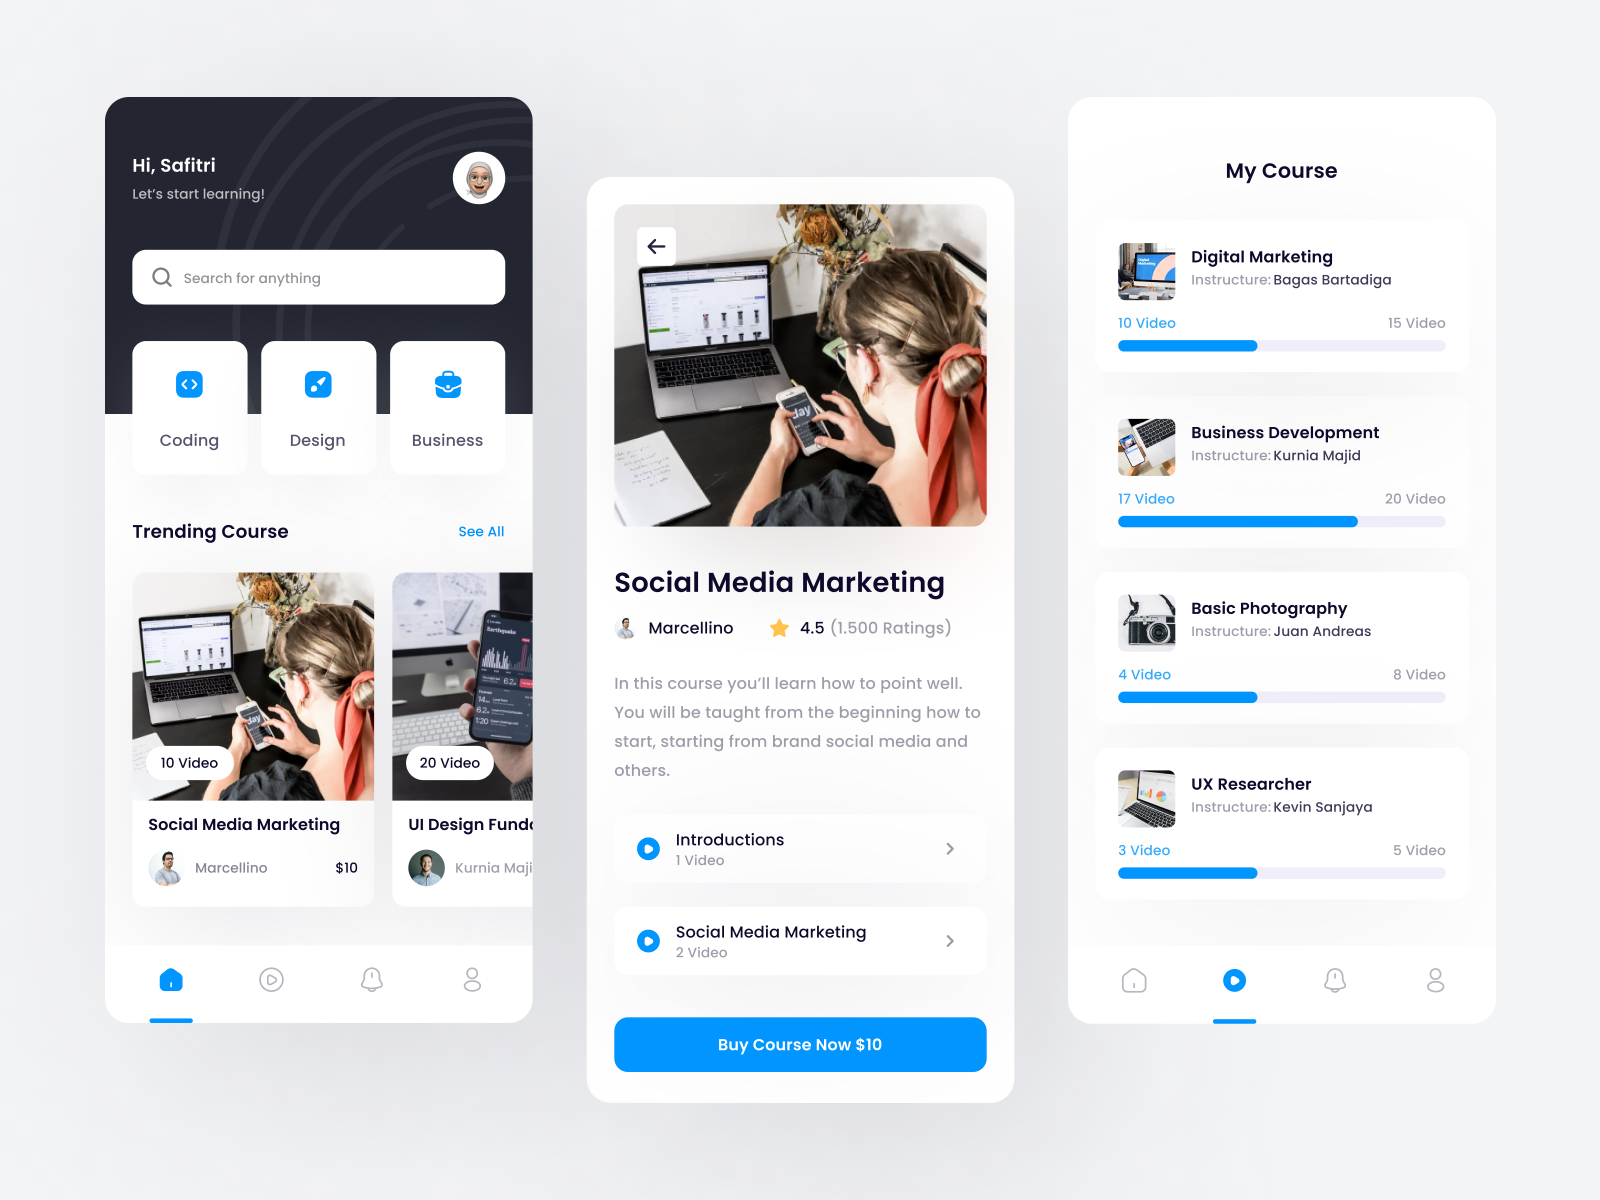 Hi, Safitri
Let's start learning!
Search for anything
Coding
Design
Business
Trending Course
See All
10 Video
Social Media Marketing
Marcellino
$10
Earthquake
20 Video
UI Design Fund
Kurnia Maji
day
Social Media Marketing
Marcellino
4.5 (1.500 Ratings)
In this course you'll learn how to point well.
You will be taught from the beginning how to
start, starting from brand social media and
others.
Introductions
1 Video
Social Media Marketing
2 Video
Buy Course Now $10
My Course
Digital Marketing
Instructure: Bagas Bartadiga
10 Video
15 Video
Business Development
Instructure: Kurnia Majid
17 Video
20 Video
Basic Photography
Instructure: Juan Andreas
4 Video
8 Video
UX Researcher
Instructure: Kevin Sanjaya
3 Video
5 Video